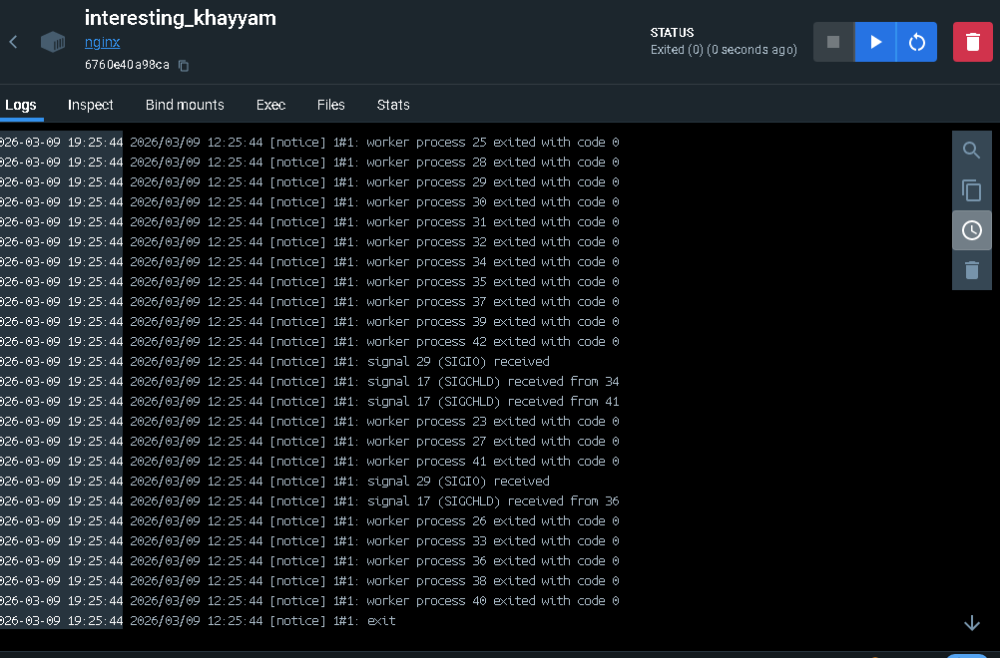 interesting_khayyam
nginx
6760e40a98ca
STATUS
Exited (0) (0 seconds ago)
Logs Inspect Bind mounts Exec Files Stats
026-03-09 19:25:44 2026/03/09 12:25:44 [notice] 1#1: worker process 25 exited with code 0
026-03-09 19:25:44 2026/03/09 12:25:44 [notice] 1#1: worker process 28 exited with code 0
026-03-09 19:25:44 2026/03/09 12:25:44 [notice] 1#1: worker process 29 exited with code 0
026-03-09 19:25:44 2026/03/09 12:25:44 [notice] 1#1: worker process 30 exited with code 0
026-03-09 19:25:44 2026/03/09 12:25:44 [notice] 1#1: worker process 31 exited with code 0
026-03-09 19:25:44 2026/03/09 12:25:44 [notice] 1#1: worker process 32 exited with code 0
026-03-09 19:25:44 2026/03/09 12:25:44 [notice] 1#1: worker process 34 exited with code 0
026-03-09 19:25:44 2026/03/09 12:25:44 [notice] 1#1: worker process 35 exited with code 0
026-03-09 19:25:44 2026/03/09 12:25:44 [notice] 1#1: worker process 37 exited with code 0
026-03-09 19:25:44 2026/03/09 12:25:44 [notice] 1#1: worker process 39 exited with code 0
026-03-09 19:25:44 2026/03/09 12:25:44 [notice] 1#1: worker process 42 exited with code 0
026-03-09 19:25:44 2026/03/09 12:25:44 [notice] 1#1: signal 29 (SIGIO) received
026-03-09 19:25:44 2026/03/09 12:25:44 [notice] 1#1: signal 17 (SIGCHLD) received from 34
026-03-09 19:25:44 2026/03/09 12:25:44 [notice] 1#1: signal 17 (SIGCHLD) received from 41
026-03-09 19:25:44 2026/03/09 12:25:44 [notice] 1#1: worker process 23 exited with code 0
026-03-09 19:25:44 2026/03/09 12:25:44 [notice] 1#1: worker process 27 exited with code 0
026-03-09 19:25:44 2026/03/09 12:25:44 [notice] 1#1: worker process 41 exited with code 0
026-03-09 19:25:44 2026/03/09 12:25:44 [notice] 1#1: signal 29 (SIGIO) received
026-03-09 19:25:44 2026/03/09 12:25:44 [notice] 1#1: signal 17 (SIGCHLD) received from 36
026-03-09 19:25:44 2026/03/09 12:25:44 [notice] 1#1: worker process 26 exited with code 0
026-03-09 19:25:44 2026/03/09 12:25:44 [notice] 1#1: worker process 33 exited with code 0
026-03-09 19:25:44 2026/03/09 12:25:44 [notice] 1#1: worker process 36 exited with code 0
026-03-09 19:25:44 2026/03/09 12:25:44 [notice] 1#1: worker process 38 exited with code 0
026-03-09 19:25:44 2026/03/09 12:25:44 [notice] 1#1: worker process 40 exited with code 0
026-03-09 19:25:44 2026/03/09 12:25:44 [notice] 1#1: exit